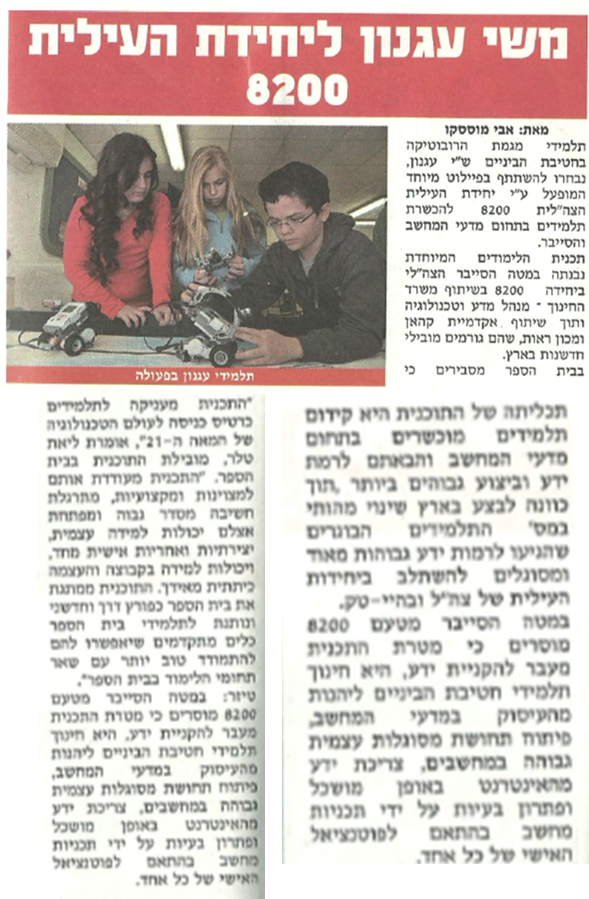 משי עגנון ליחידת העילית
8200
מאת: אבי מוססקו
תלמידי מגמת הרובוטיקה
בחטיבת הביניים ש"י עגנון,
נבחרו להשתתף בפיילוט מיוחד
המופעל ע"י יחידת העילית
הצה"לית 8200 להכשרת
תלמידים בתחום מדעי המחשב
והסייבר.
תכנית הלימודים המיוחדת
נבנתה במטה הסייבר הצה"לי
ביחידה 8200 בשיתוף משרד
החינוך - מנהל מדע וטכנולוגיה
ותוך שיתוף אקדמיית קהאן
ומכון ראות, שהם גורמים מובילי
חדשנות בארץ.
בבית הספר מסבירים כי
תלמידי עגנון בפעולה
תכליתה של התוכנית היא קידום
תלמידים מוכשרים בתחום
מדעי המחשב והבאתם לרמת
ידע וביצוע גבוהים ביותר ,תוך
כוונה לבצע בארץ שינוי מהותי
במס' התלמידים הבוגרים
שהגיעו לרמות ידע גבוהות מאוד
ומסוגלים להשתלב ביחידות
העילית של צה"ל ובהיי-טק.
במטה הסייבר מטעם 8200
מוסרים כי מטרת התכנית
מעבר להקניית ידע, היא חינוך
תלמידי חטיבת הביניים ליהנות
מהעיסוק במדעי המחשב,
פיתוח תחושת מסוגלות עצמית
גבוהה במחשבים, צריכת ידע
מהאינטרנט באופן מושכל
ופתרון בעיות על ידי תכניות
מחשב בהתאם לפוטנציאל
האישי של כל אחד.
"התכנית מעניקה לתלמידים
כרטיס כניסה לעולם הטכנולוגיה
של המאה ה-21", אומרת ליאת
טלר, מובילת התוכנית בבית
הספר. "התכנית מעודדת אותם
למצוינות ומקצועיות, מתרגלת
חשיבה מסדר גבוה ומפתחת
אצלם יכולות למידה עצמית,
יצירתיות ואחריות אישית מחד,
ויכולות למידה בקבוצה והעצמה
כיתתית מאידך. התוכנית ממתגת
את בית הספר כפורץ דרך וחדשני
ונותנת לתלמידי בית הספר
כלים מתקדמים שיאפשרו להם
להתמודד טוב יותר עם שאר
תחומי הלימוד בבית הספר".
טיזר: במטה הסייבר מטעם
8200 מוסרים כי מטרת התכנית
מעבר להקניית ידע, היא חינוך
תלמידי חטיבת הביניים ליהנות
מהעיסוק במדעי המחשב,
פיתוח תחושת מסוגלות עצמית
גבוהה במחשבים, צריכת ידע
מהאינטרנט באופן מושכל
ופתרון בעיות על ידי תכניות
מחשב בהתאם לפוטנציאל
האישי של כל אחד.